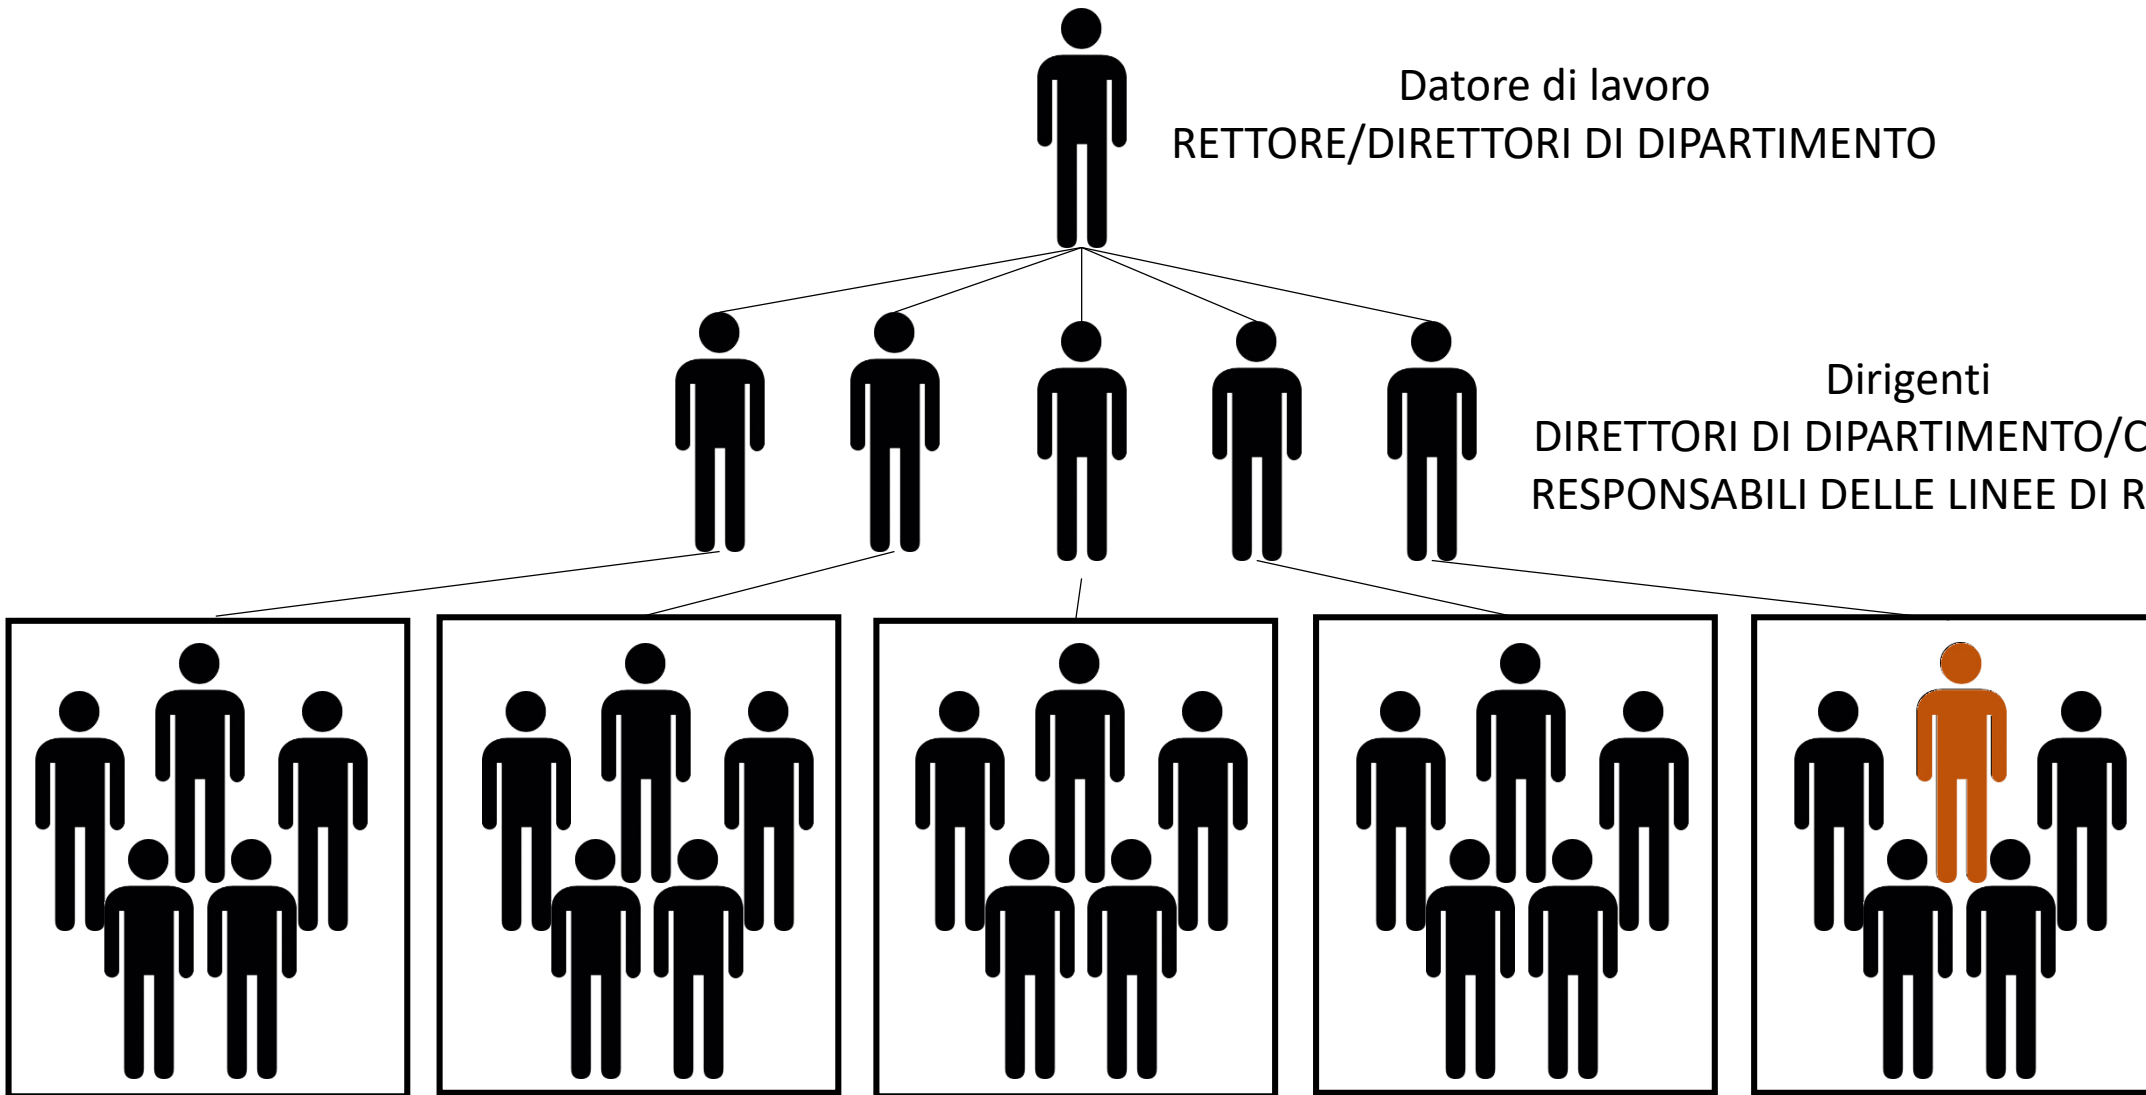 Datore di lavoro
RETTORE/DIRETTORI DI DIPARTIMENTO
Dirigenti
DIRETTORI DI DIPARTIMENTO/
RESPONSABILI DELLE LINEE DI